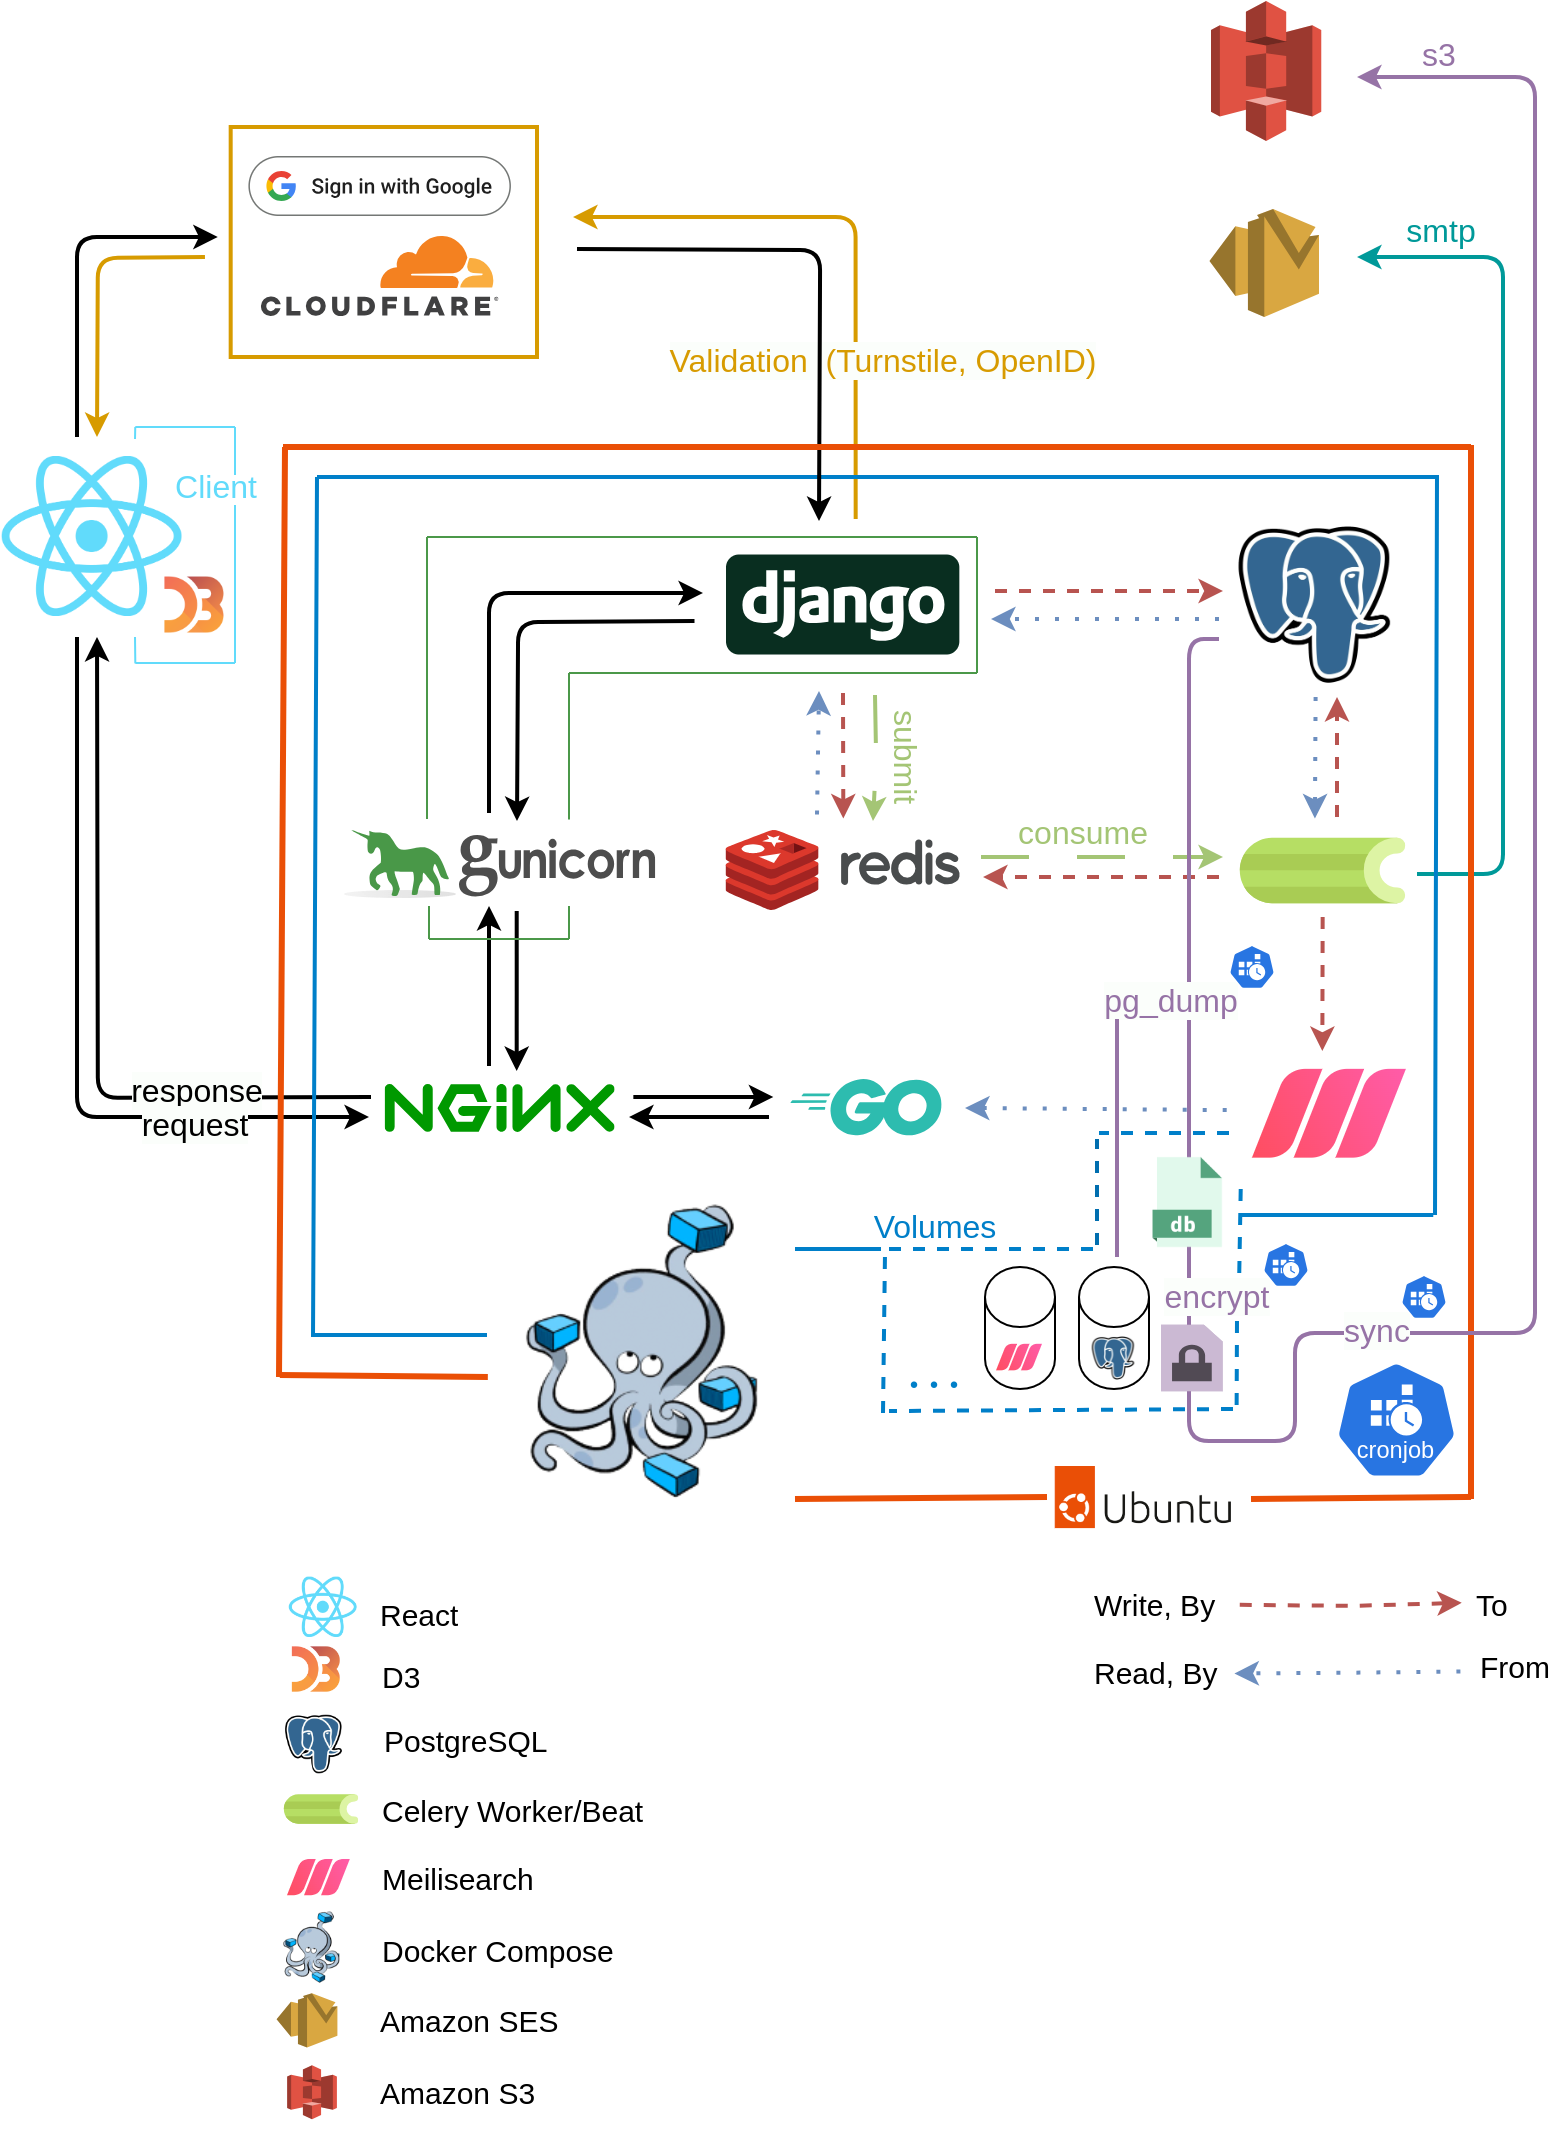 s3
Sign in with Google
smtp
CLOUDFLARE
Validation (Turnstile, OpenID)
Client
django
submit
consume
gunicorn
redis
pg_dump
response
request
NGINX
GO
Volumes
db
encrypt
sync
cronjob
Ubuntu
React
Write, By
To
D3
Read, By
From
PostgreSQL
Celery Worker/Beat
Meilisearch
Docker Compose
Amazon SES
Amazon S3